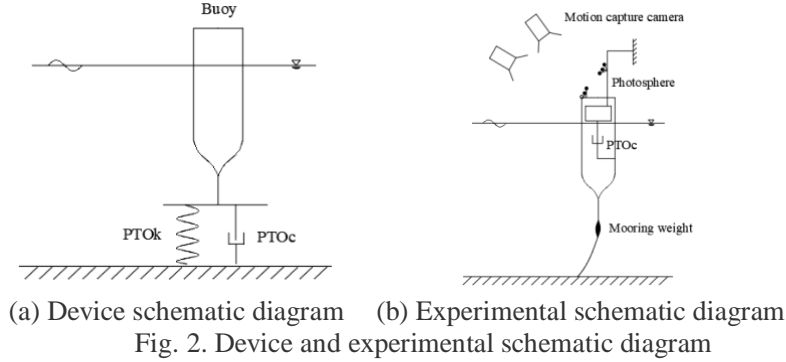 Buoy
PTOk
PTOc
Motion capture camera
Photosphere
PTOc
Mooring weight
(a) Device schematic diagram (b) Experimental schematic diagram
Fig. 2. Device and experimental schematic diagram